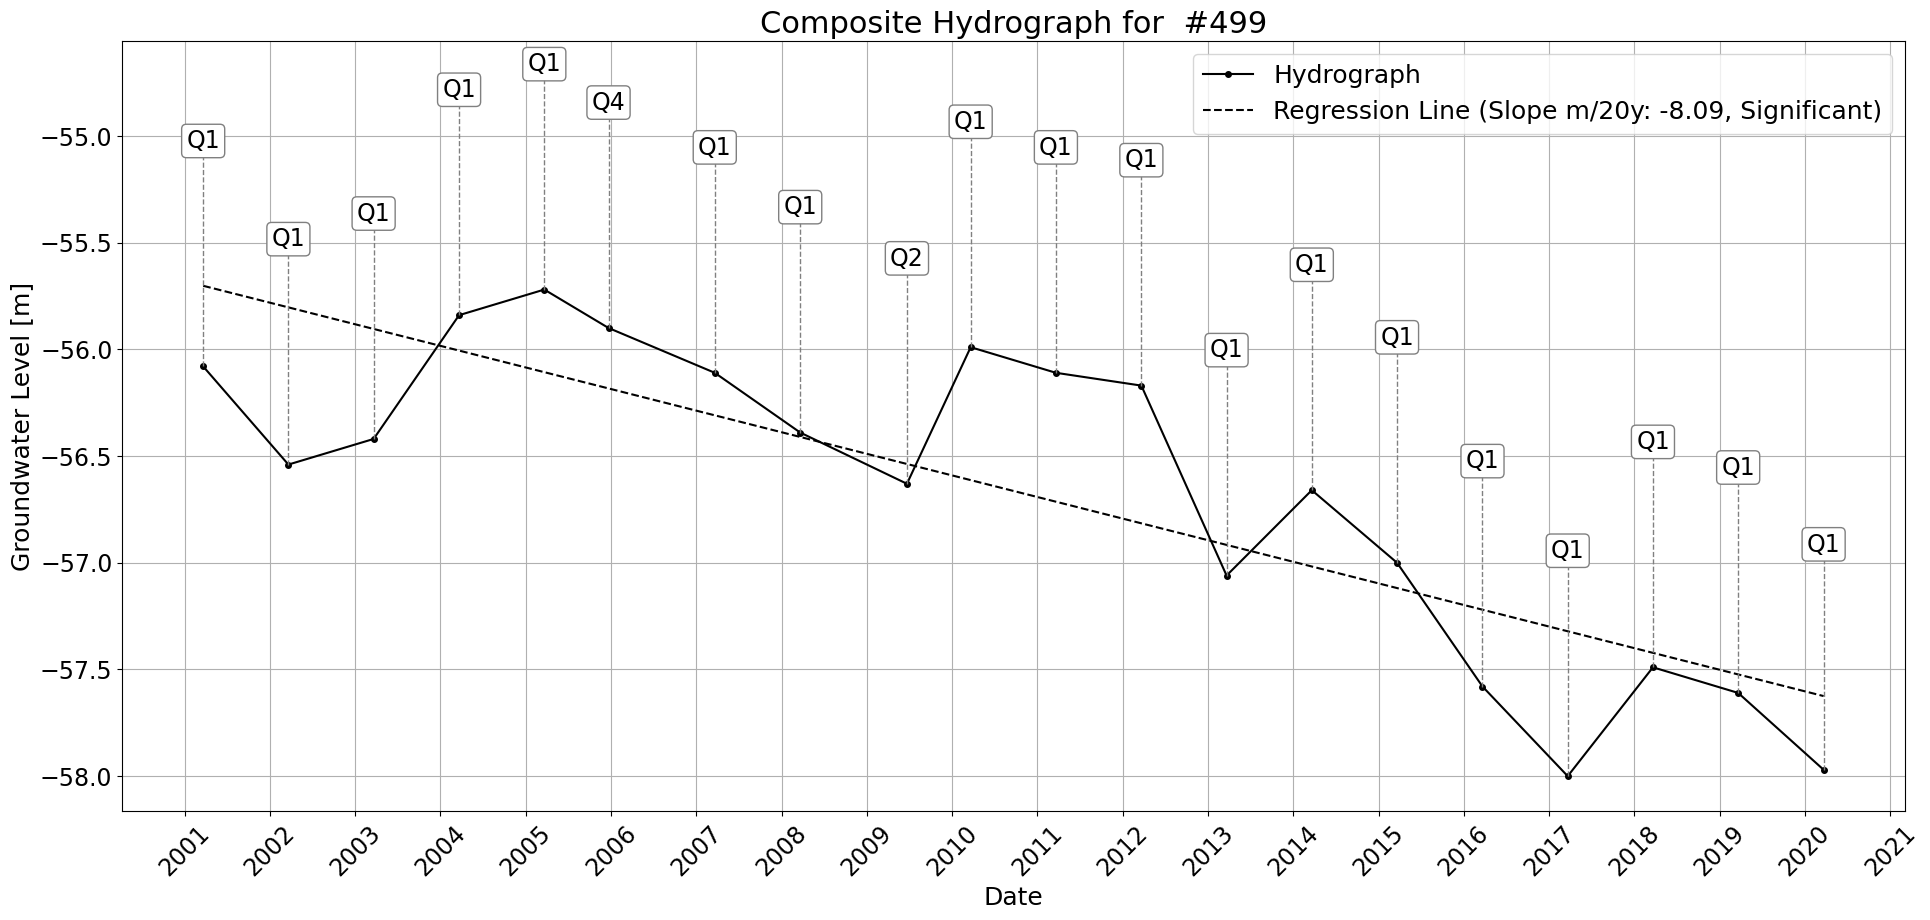 Composite Hydrograph for  #499
Hydrograph
Regression Line (Slope m/20y: -8.09, Significant)
Groundwater Level [m]
−55.0
−55.5
−56.0
−56.5
−57.0
−57.5
−58.0
Q1
Q1
Q1
Q1
Q1
Q4
Q1
Q1
Q2
Q1
Q1
Q1
Q1
Q1
Q1
Q1
Q1
Q1
Q1
Q1
2001
2002
2003
2004
2005
2006
2007
2008
2009
2010
2011
2012
2013
2014
2015
2016
2017
2018
2019
2020
2021
Date